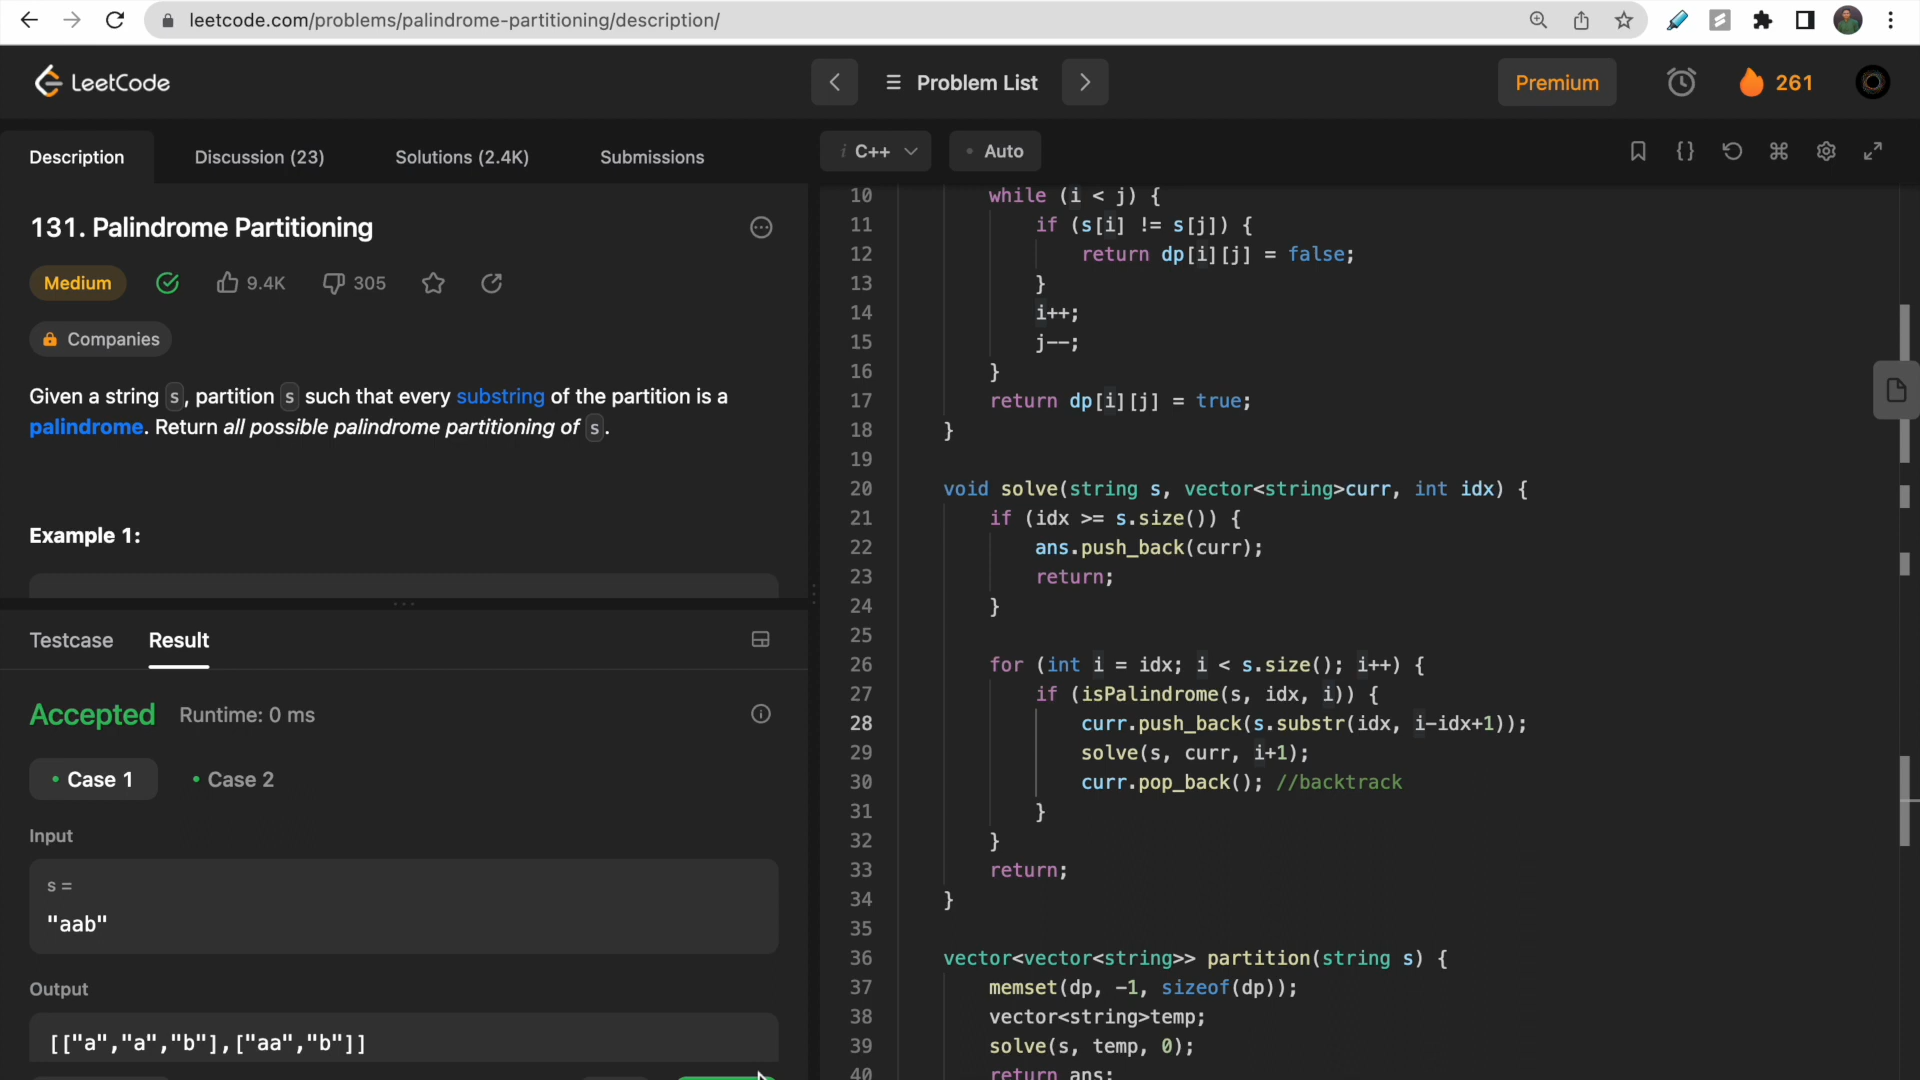 leetcode.com/problems/palindrome-partitioning/description/
LeetCode
Problem List
Premium
261
Description
Discussion (23)
Solutions (2.4K)
Submissions
131. Palindrome Partitioning
Medium
9.4K
305
Companies
Given a string s, partition s such that every substring of the partition is a
palindrome. Return all possible palindrome partitioning of s.
Example 1:
Testcase
Result
Accepted
Runtime: 0 ms
• Case 1
• Case 2
Input
s =
"aab"
Output
[["a","a","b"],["aa","b"]]
i C++
• Auto
10 while (i < j) {
11 if (s[i] != s[j]) {
12 return dp[i][j] = false;
13 }
14 i++;
15 j--;
16 }
17 return dp[i][j] = true;
18 }
19
20 void solve(string s, vector<string>curr, int idx) {
21 if (idx >= s.size()) {
22 ans.push_back(curr);
23 return;
24 }
25
26 for (int i = idx; i < s.size(); i++) {
27 if (isPalindrome(s, idx, i)) {
28 curr.push_back(s.substr(idx, i-idx+1));
29 solve(s, curr, i+1);
30 curr.pop_back(); //backtrack
31 }
32 }
33 return;
34 }
35
36 vector<vector<string>> partition(string s) {
37 memset(dp, -1, sizeof(dp));
38 vector<string>temp;
39 solve(s, temp, 0);
40 return ans;